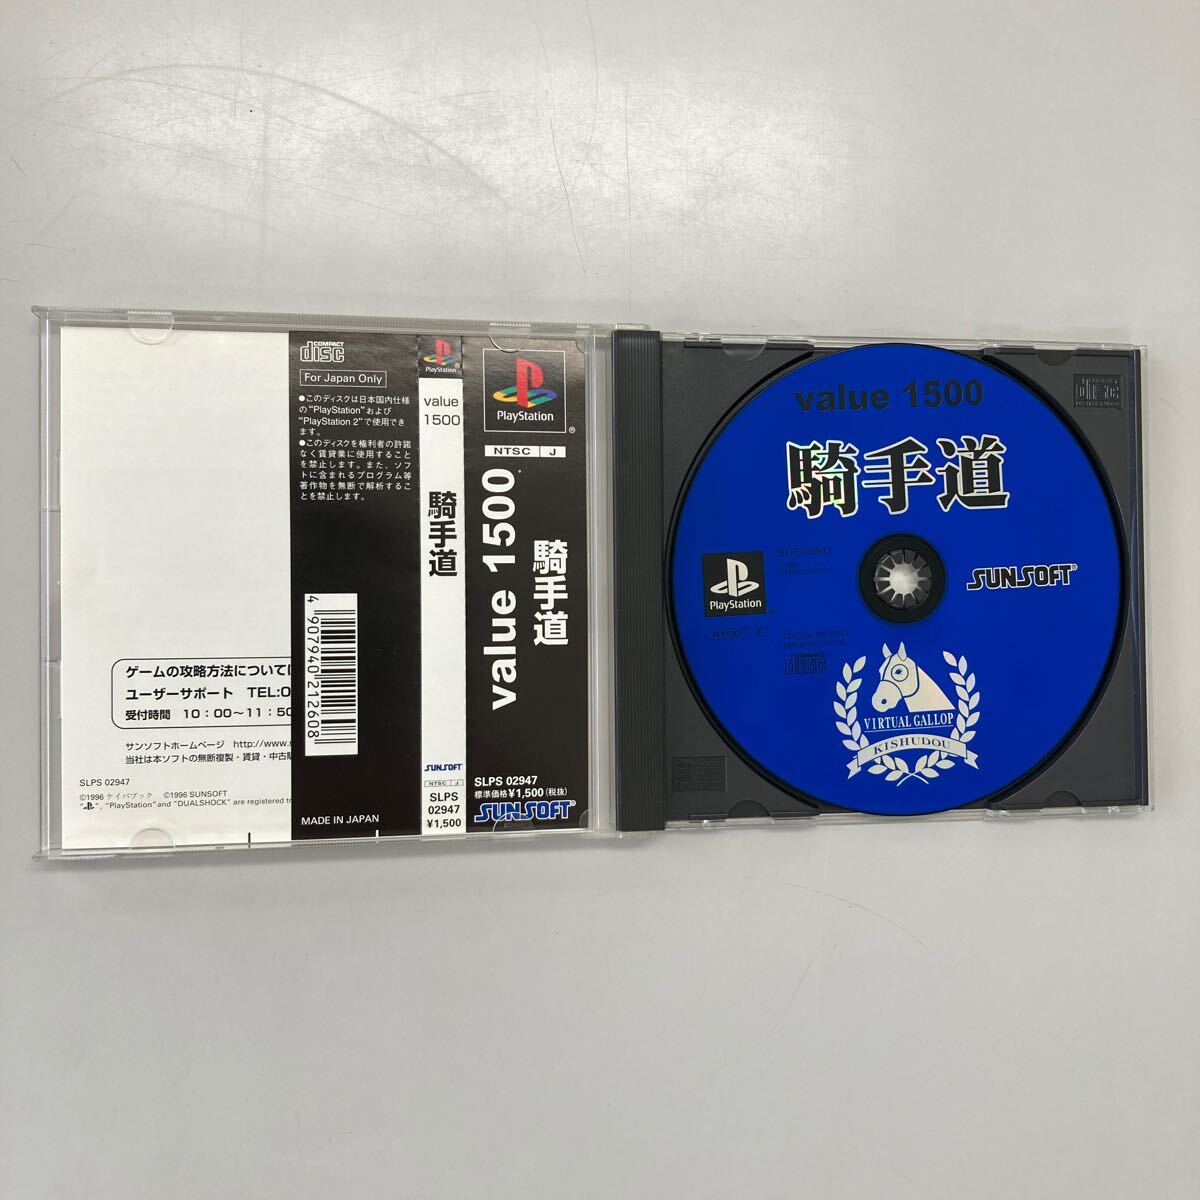 ゲームの攻略方法については
ユーザーサポート TEL:0
受付時間 10:00〜11:50
サンソフトホームページ http://www.s
当社は本ソフトの無断複製・賃貸・中古販
SLPS 02947
©1996 ケイバブック ©1996 SUNSOFT
", "PlayStation" and "DUALSHOCK" are registered tr
COMPACT
disc
For Japan Only
●このディスクは日本国内仕様
の"PlayStation"および
"PlayStation 2"で使用でき
ます。
●このディスクを権利者の許諾
なく賃貸業に使用すること
を禁止します。また、ソフ
トに含まれるプログラム等
著作物を無断で解析するこ
とを禁止します。
4 907940 212608
MADE IN JAPAN
PlayStation
value
1500
騎手道
SUNSOFT
NTSC J
SLPS
02947
¥1,500
PlayStation®
NTSC J
value 1500
騎手道
SLPS 02947
標準価格¥1,500(税抜)
SUNSOFT®
value 1500
騎手道
SLPS 02947
SUNSOFT®
PlayStation
NTSC J
FOR JAPAN ONLY
MADE IN JAPAN
COMPACT
disc
VIRTUAL GALLOP
KISHUDOU
COMPACT
disc
DIGITAL AUDIO